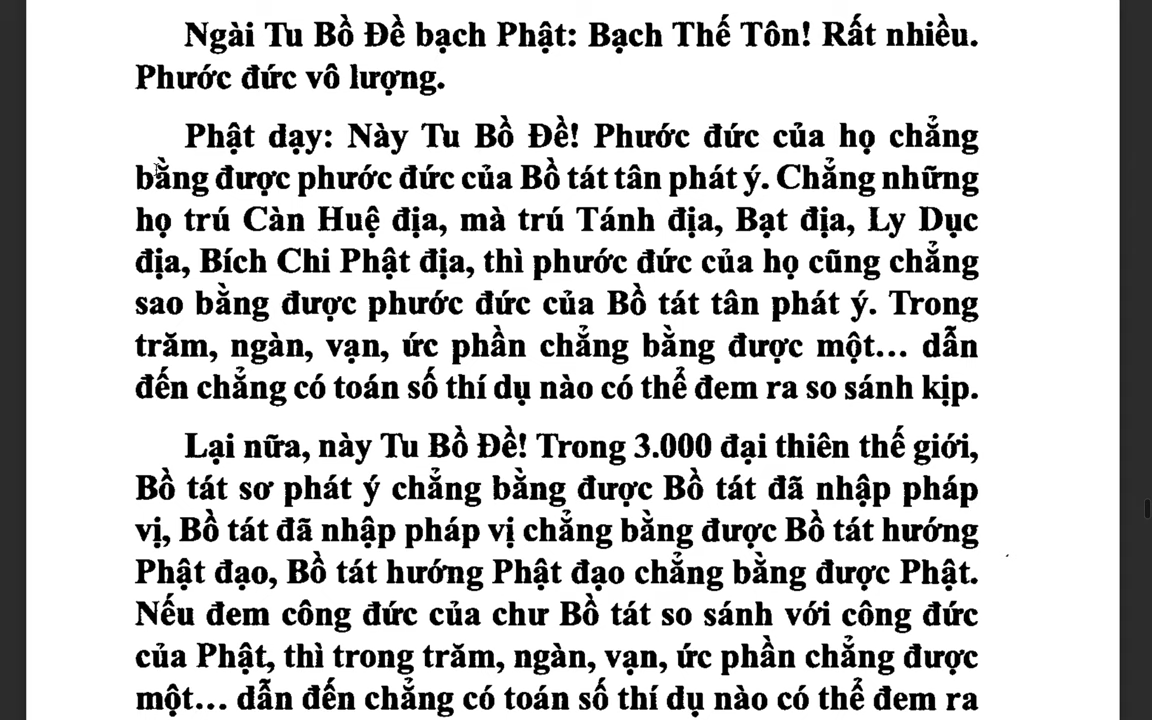 Ngài Tu Bồ Đề bạch Phật: Bạch Thế Tôn! Rất nhiều.
Phước đức vô lượng.
Phật dạy: Này Tu Bồ Đề! Phước đức của họ chẳng
bằng được phước đức của Bồ tát tân phát ý. Chẳng những
họ trú Càn Huệ địa, mà trú Tánh địa, Bạt địa, Ly Dục
địa, Bích Chi Phật địa, thì phước đức của họ cũng chẳng
sao bằng được phước đức của Bồ tát tân phát ý. Trong
trăm, ngàn, vạn, ức phần chẳng bằng được một... dẫn
đến chẳng có toán số thí dụ nào có thể đem ra so sánh kịp.
Lại nữa, này Tu Bồ Đề! Trong 3.000 đại thiên thế giới,
Bồ tát sơ phát ý chẳng bằng được Bồ tát đã nhập pháp
vị, Bồ tát đã nhập pháp vị chẳng bằng được Bồ tát hướng
Phật đạo, Bồ tát hướng Phật đạo chẳng bằng được Phật.
Nếu đem công đức của chư Bồ tát so sánh với công đức
của Phật, thì trong trăm, ngàn, vạn, ức phần chẳng được
một... dẫn đến chẳng có toán số thí dụ nào có thể đem ra